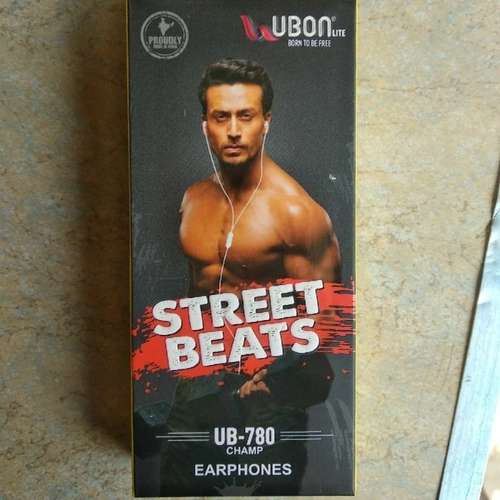 PROUDLY
MADE IN INDIA
UBON LITE
BORN TO BE FREE
STREET
BEATS
UB-780
CHAMP
EARPHONES